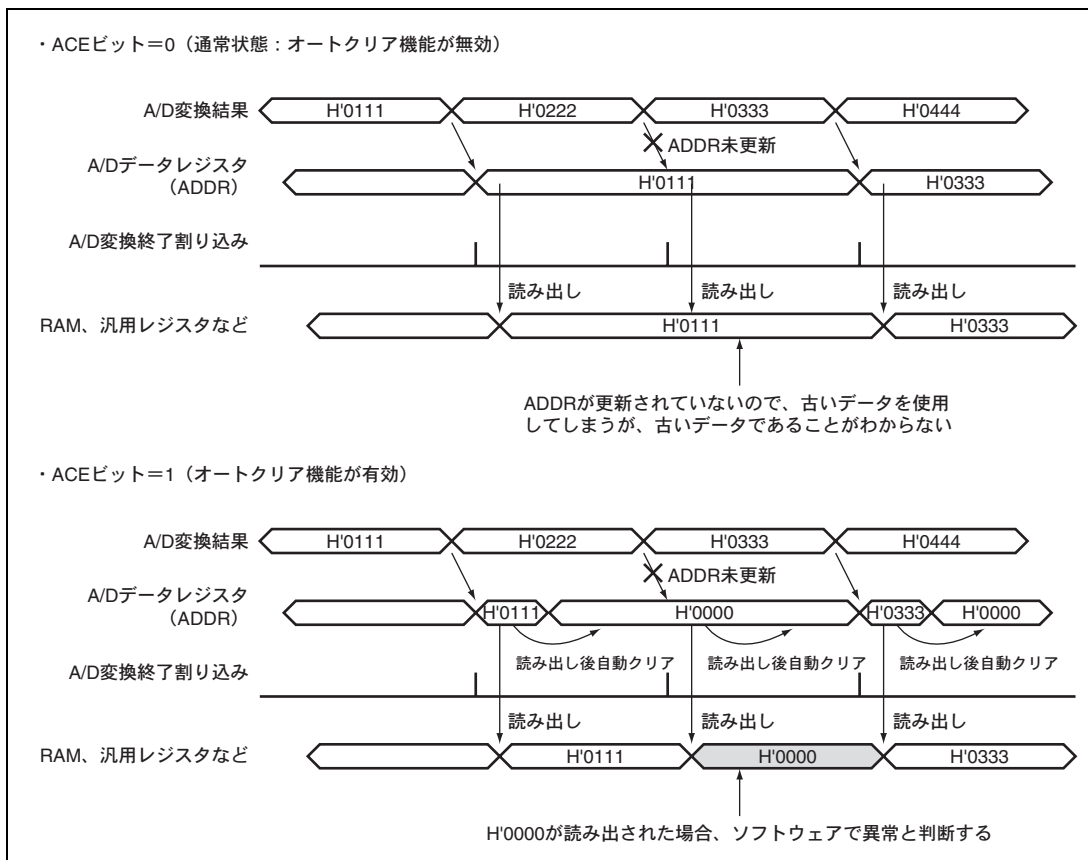 ・ACEビット＝0（通常状態：オートクリア機能が無効）
A/D変換結果
H'0111
H'0222
H'0333
H'0444
ADDR未更新
A/Dデータレジスタ
（ADDR）
H'0111
H'0333
A/D変換終了割り込み
読み出し
読み出し
読み出し
RAM、汎用レジスタなど
H'0111
H'0333
ADDRが更新されていないので、古いデータを使用
してしまうが、古いデータであることがわからない
・ACEビット＝1（オートクリア機能が有効）
A/D変換結果
H'0111
H'0222
H'0333
H'0444
ADDR未更新
A/Dデータレジスタ
（ADDR）
H'0111
H'0000
H'0333
H'0000
読み出し後自動クリア
読み出し後自動クリア
読み出し後自動クリア
A/D変換終了割り込み
読み出し
読み出し
読み出し
RAM、汎用レジスタなど
H'0111
H'0000
H'0333
H'0000が読み出された場合、ソフトウェアで異常と判断する